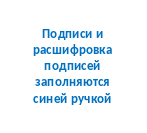 Подписи и
расшифровка
подписей
заполняются
синей ручкой